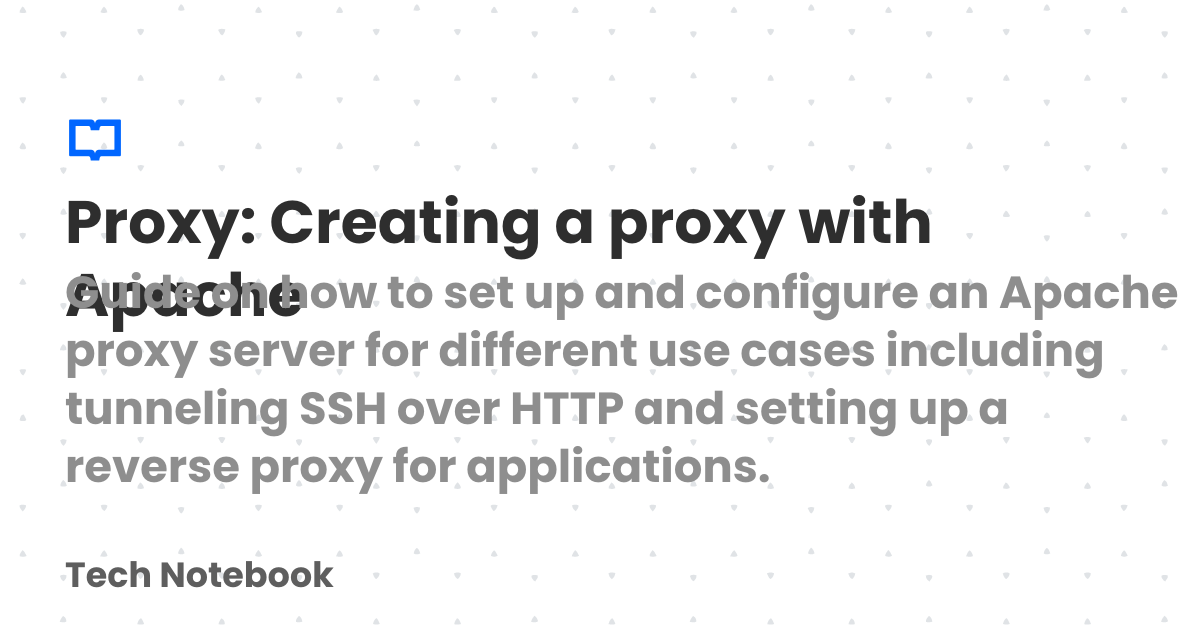 Proxy: Creating a proxy with
Apache
Guide on how to set up and configure an Apache
proxy server for different use cases including
tunneling SSH over HTTP and setting up a
reverse proxy for applications.
Tech Notebook